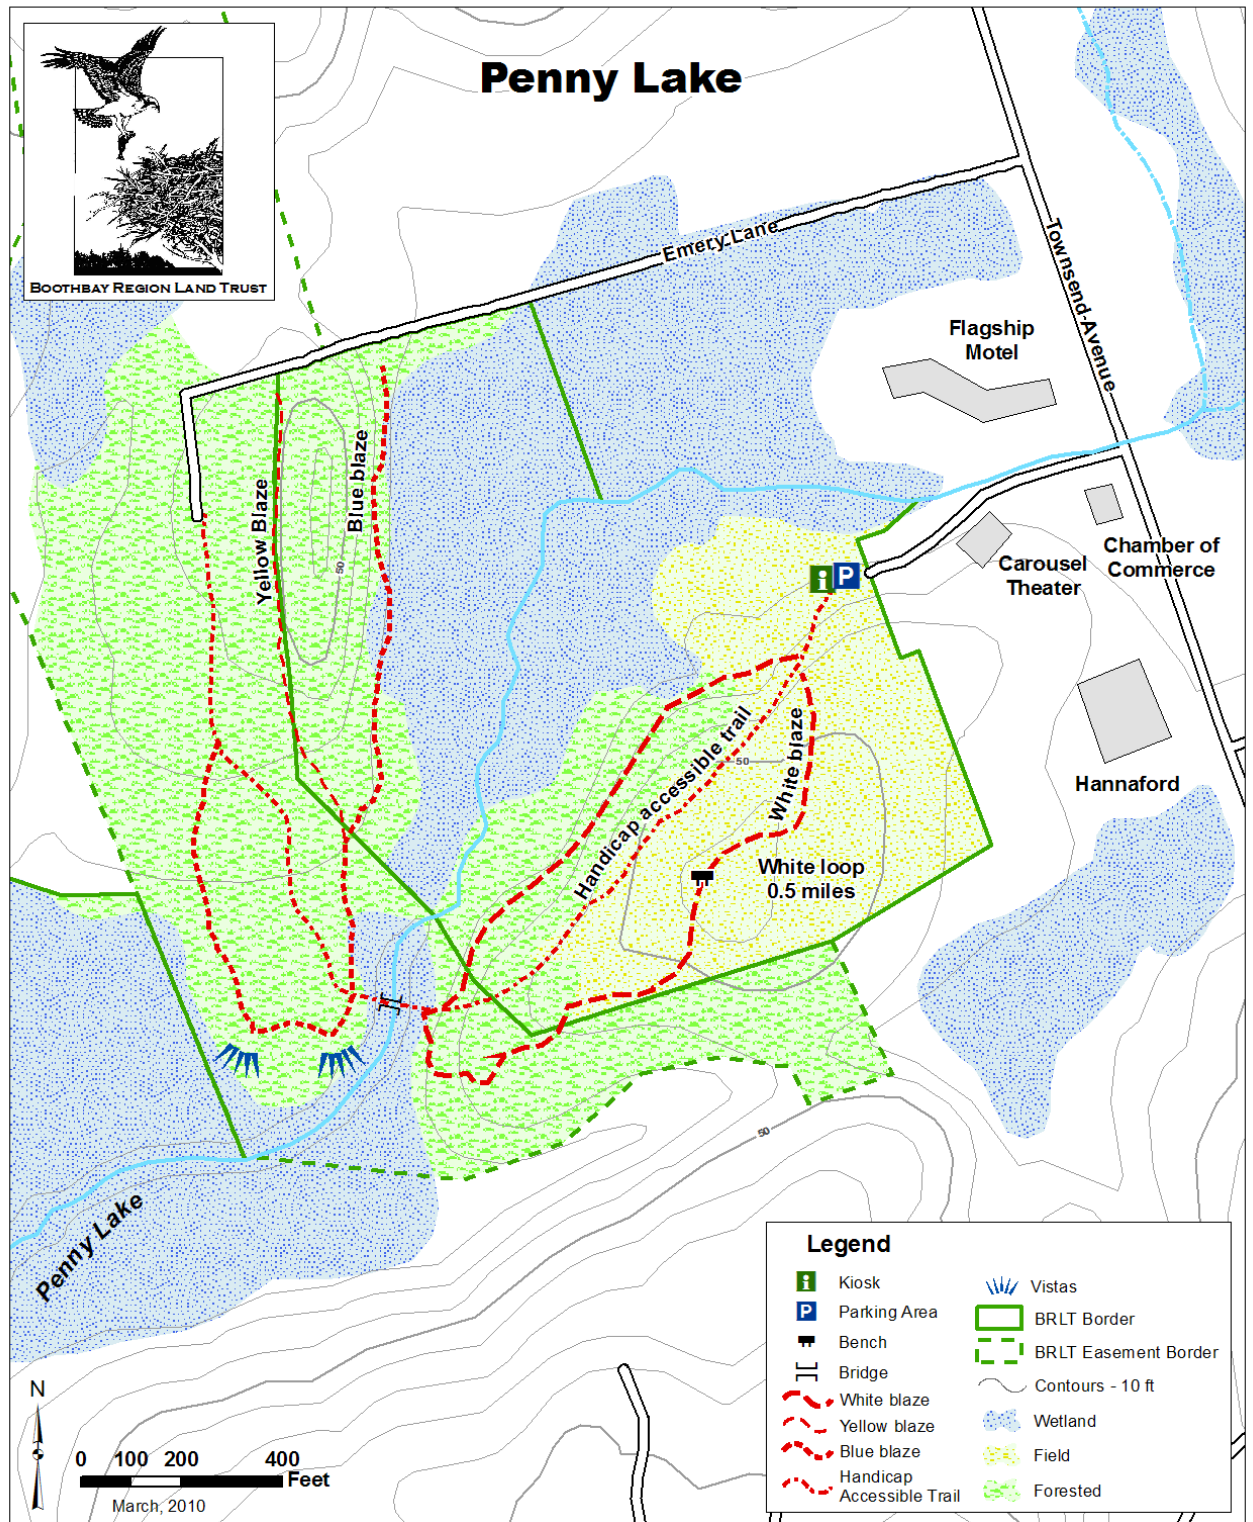 Penny Lake
BOOTHBAY REGION LAND TRUST
Emery Lane
Townsend Avenue
Flagship
Motel
Yellow Blaze
Blue blaze
50
Carousel
Theater
Chamber of
Commerce
Handicap accessible trail
White blaze
50
Hannaford
White loop
0.5 miles
50
Penny Lake
N
0 100 200 400
Feet
March, 2010
Legend
Kiosk
Parking Area
Bench
Bridge
White blaze
Yellow blaze
Blue blaze
Handicap
Accessible Trail
Vistas
BRLT Border
BRLT Easement Border
Contours - 10 ft
Wetland
Field
Forested